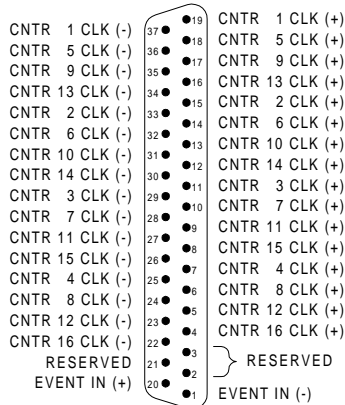 CNTR 1 CLK (-) 37
CNTR 5 CLK (-) 36
CNTR 9 CLK (-) 35
CNTR 13 CLK (-) 34
CNTR 2 CLK (-) 33
CNTR 6 CLK (-) 32
CNTR 10 CLK (-) 31
CNTR 14 CLK (-) 30
CNTR 3 CLK (-) 29
CNTR 7 CLK (-) 28
CNTR 11 CLK (-) 27
CNTR 15 CLK (-) 26
CNTR 4 CLK (-) 25
CNTR 8 CLK (-) 24
CNTR 12 CLK (-) 23
CNTR 16 CLK (-) 22
RESERVED 21
EVENT IN (+) 20
19 CNTR 1 CLK (+)
18 CNTR 5 CLK (+)
17 CNTR 9 CLK (+)
16 CNTR 13 CLK (+)
15 CNTR 2 CLK (+)
14 CNTR 6 CLK (+)
13 CNTR 10 CLK (+)
12 CNTR 14 CLK (+)
11 CNTR 3 CLK (+)
10 CNTR 7 CLK (+)
9 CNTR 11 CLK (+)
8 CNTR 15 CLK (+)
7 CNTR 4 CLK (+)
6 CNTR 8 CLK (+)
5 CNTR 12 CLK (+)
4 CNTR 16 CLK (+)
3
RESERVED
2
1 EVENT IN (-)